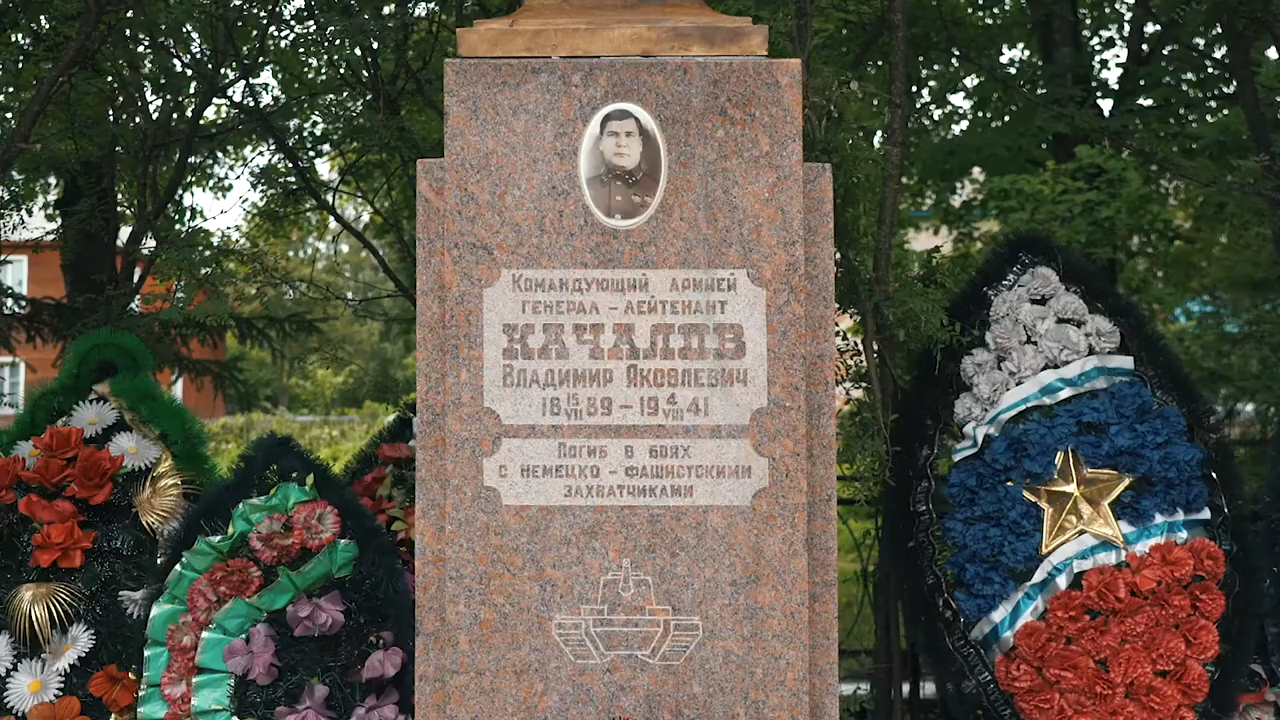 Командующий армией
генерал - лейтенант
КАЧАЛОВ
Владимир Яковлевич
18 15/VII 89 - 19 4/VIII 41
Погиб в боях
с немецко - фашистскими
захватчиками